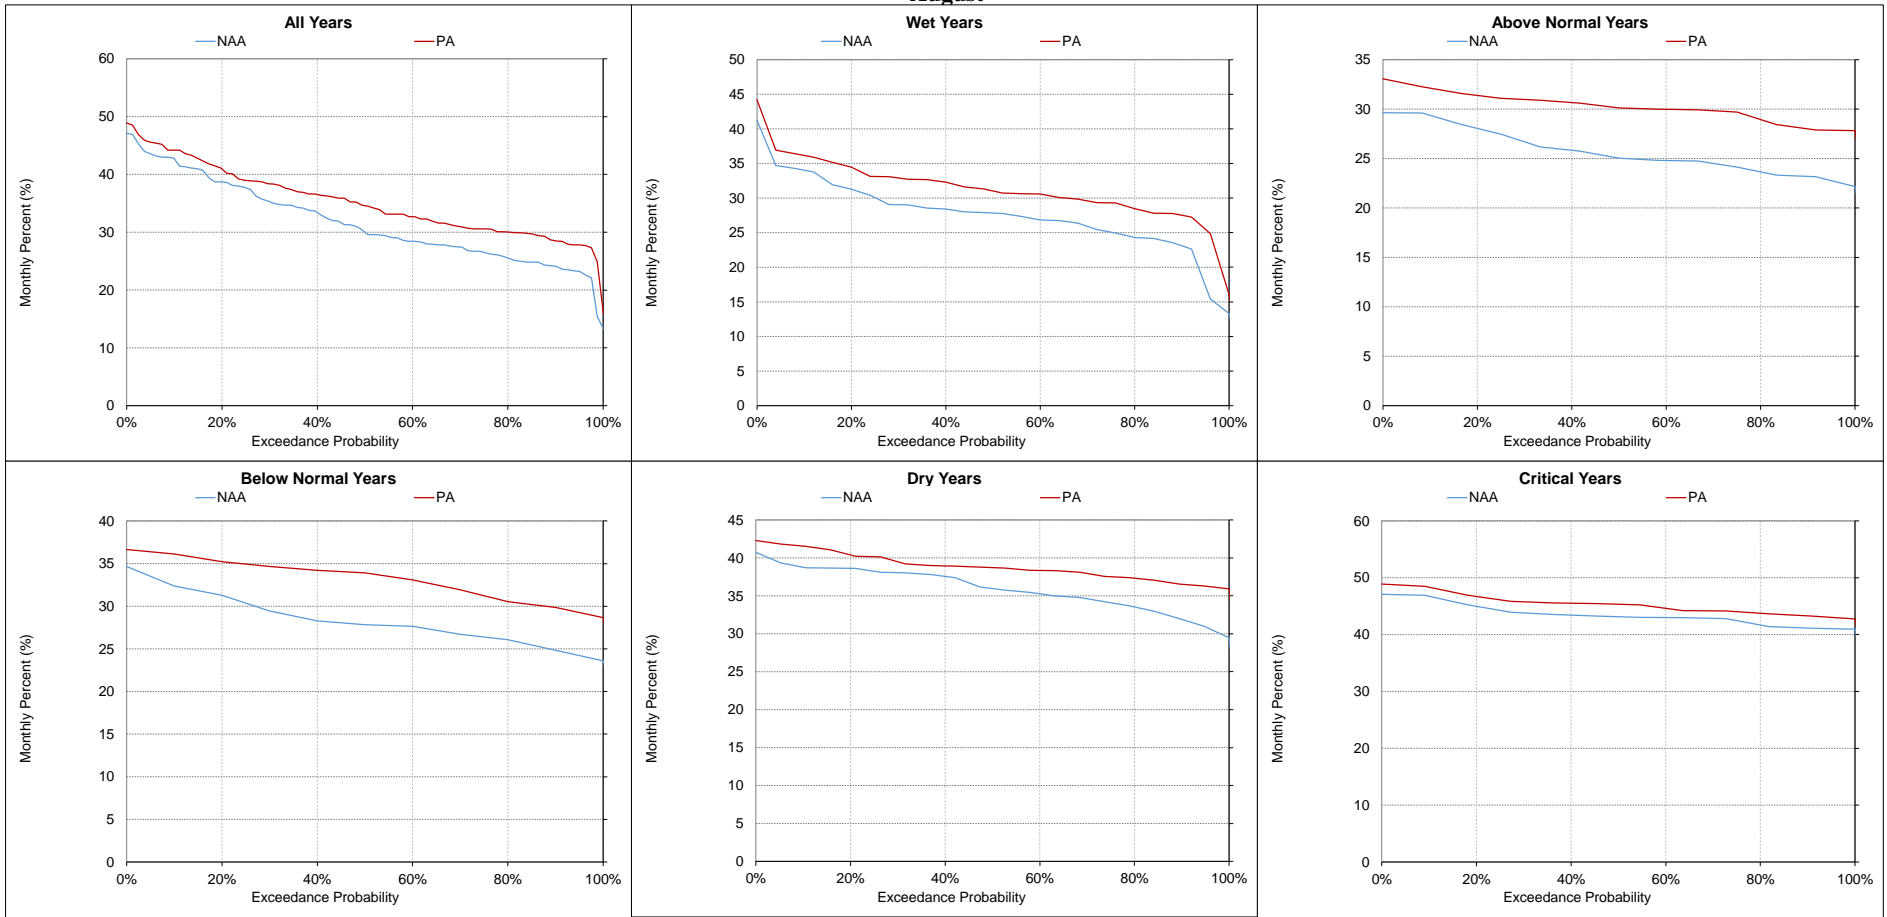 August
All Years
NAA PA
60
50
40
30
20
10
0
0% 20% 40% 60% 80% 100%
Monthly Percent (%)
Exceedance Probability
Wet Years
NAA PA
50
45
40
35
30
25
20
15
10
5
0
0% 20% 40% 60% 80% 100%
Monthly Percent (%)
Exceedance Probability
Above Normal Years
NAA PA
35
30
25
20
15
10
5
0
0% 20% 40% 60% 80% 100%
Monthly Percent (%)
Exceedance Probability
Below Normal Years
NAA PA
40
35
30
25
20
15
10
5
0
0% 20% 40% 60% 80% 100%
Monthly Percent (%)
Exceedance Probability
Dry Years
NAA PA
45
40
35
30
25
20
15
10
5
0
0% 20% 40% 60% 80% 100%
Monthly Percent (%)
Exceedance Probability
Critical Years
NAA PA
60
50
40
30
20
10
0
0% 20% 40% 60% 80% 100%
Monthly Percent (%)
Exceedance Probability